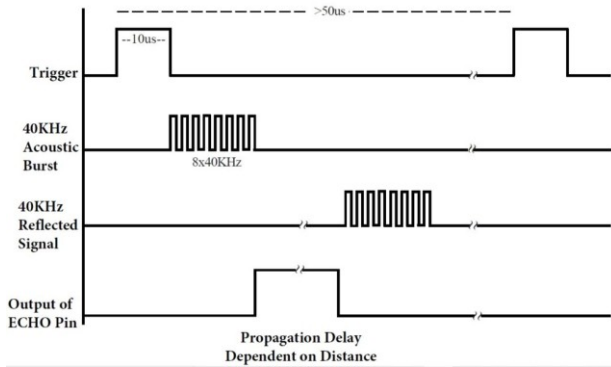 >50us
--10us--
Trigger
40KHz
Acoustic
Burst
8x40KHz
40KHz
Reflected
Signal
Output of
ECHO Pin
Propagation Delay
Dependent on Distance